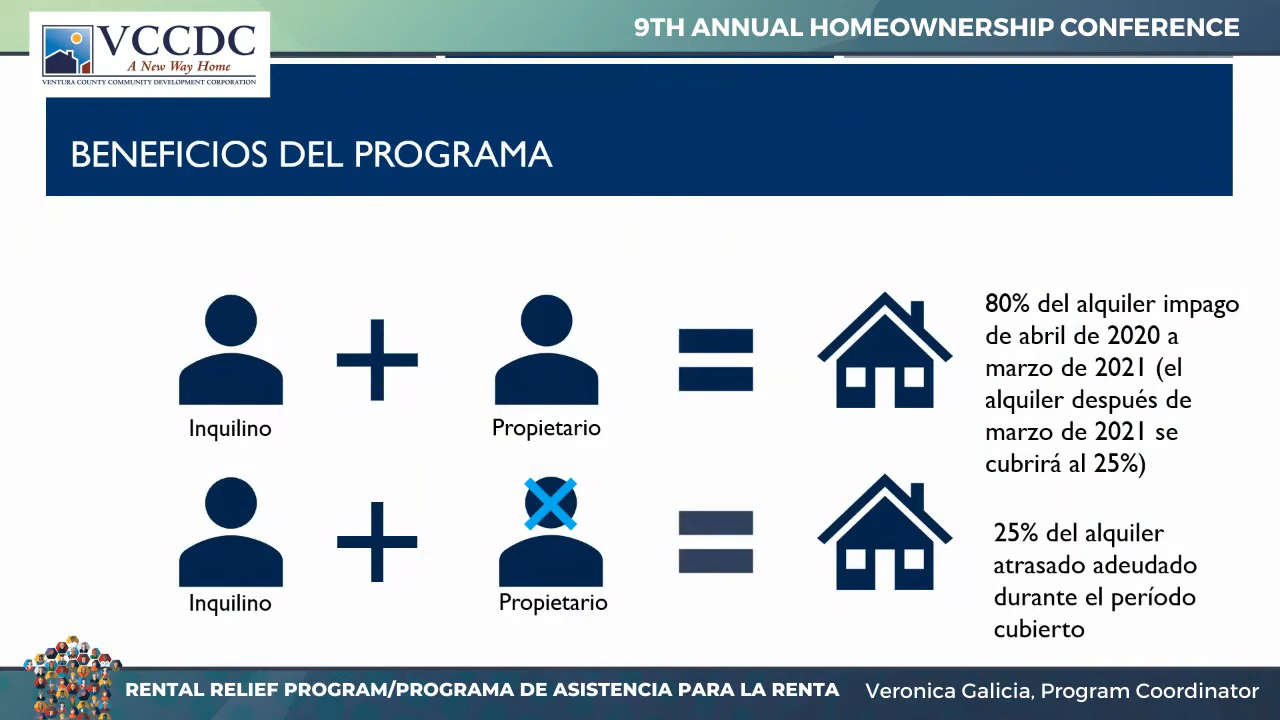 9TH ANNUAL HOMEOWNERSHIP CONFERENCE
VCCDC
A New Way Home
VENTURA COUNTY COMMUNITY DEVELOPMENT CORPORATION
BENEFICIOS DEL PROGRAMA
Inquilino
Propietario
80% del alquiler impago
de abril de 2020 a
marzo de 2021 (el
alquiler después de
marzo de 2021 se
cubrirá al 25%)
Inquilino
Propietario
25% del alquiler
atrasado adeudado
durante el período
cubierto
RENTAL RELIEF PROGRAM/PROGRAMA DE ASISTENCIA PARA LA RENTA
Veronica Galicia, Program Coordinator